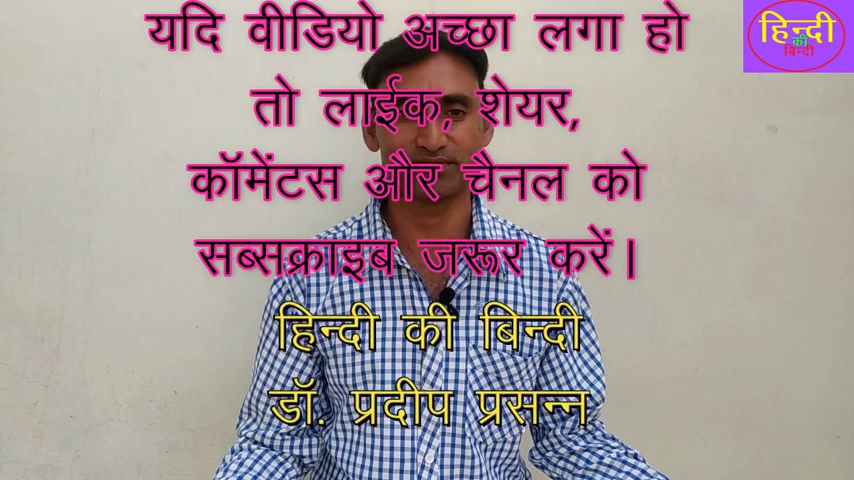 यदि वीडियो अच्छा लगा हो
तो लाईक, शेयर,
कॉमेंटस और चैनल को
सब्सक्राइब जरूर करें।
हिन्दी की बिन्दी
डॉ. प्रदीप प्रसन्न
हिन्दी
की
बिन्दी